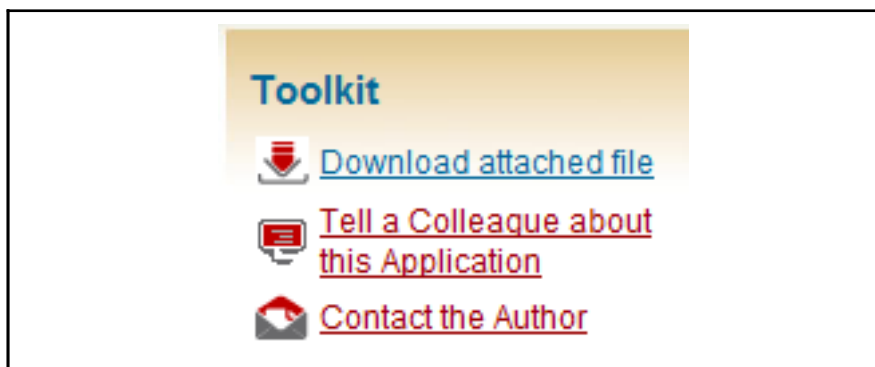 Toolkit
Download attached file
Tell a Colleague about
this Application
Contact the Author